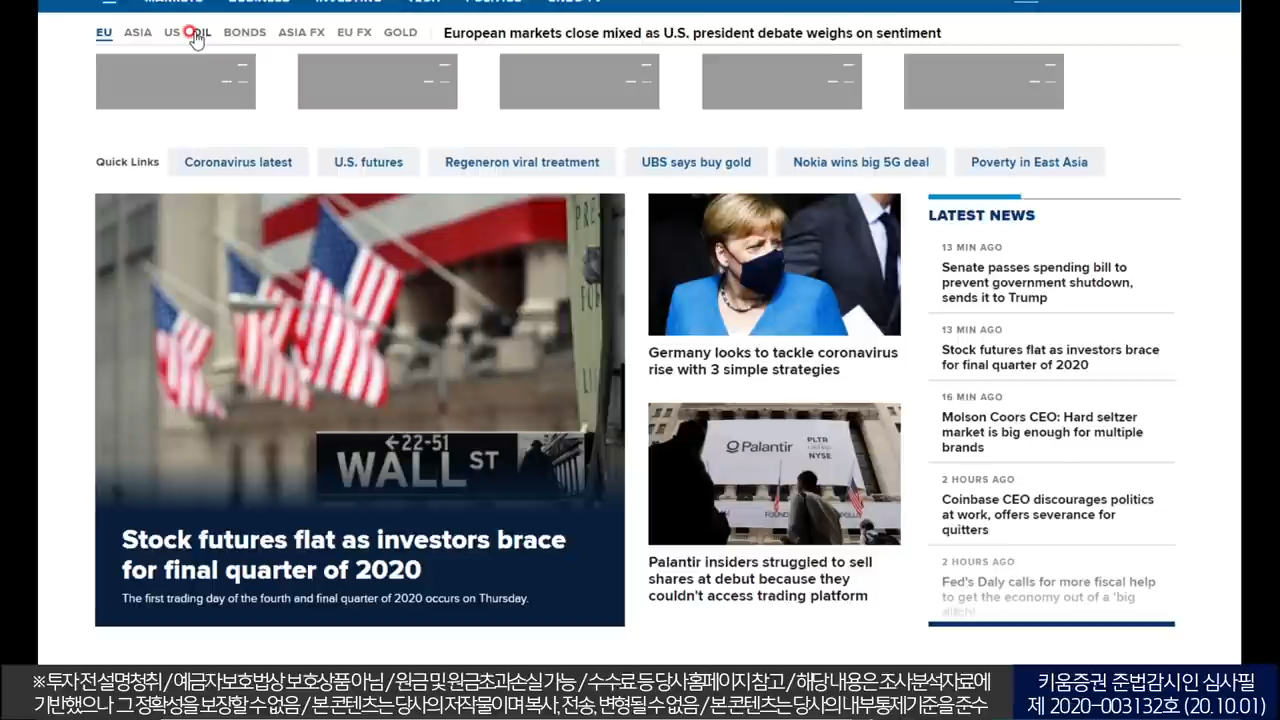 EU ASIA US OIL BONDS ASIA FX EU FX GOLD European markets close mixed as U.S. president debate weighs on sentiment
Quick Links Coronavirus latest U.S. futures Regeneron viral treatment UBS says buy gold Nokia wins big 5G deal Poverty in East Asia
22-51
WALL ST
Stock futures flat as investors brace
for final quarter of 2020
The first trading day of the fourth and final quarter of 2020 occurs on Thursday.
Germany looks to tackle coronavirus
rise with 3 simple strategies
Palantir
PLTR
NYSE
Palantir insiders struggled to sell
shares at debut because they
couldn't access trading platform
LATEST NEWS
13 MIN AGO
Senate passes spending bill to
prevent government shutdown,
sends it to Trump
13 MIN AGO
Stock futures flat as investors brace
for final quarter of 2020
16 MIN AGO
Molson Coors CEO: Hard seltzer
market is big enough for multiple
brands
2 HOURS AGO
Coinbase CEO discourages politics
at work, offers severance for
quitters
2 HOURS AGO
Fed's Daly calls for more fiscal help
to get the economy out of a 'big
※ 투자 전 설명청취 / 예금자보호법상 보호상품 아님 / 원금 및 원금초과손실 가능 / 수수료 등 당사홈페이지 참고 / 해당 내용은 조사분석자료에
기반했으나 그 정확성을 보장할 수 없음 / 본 콘텐츠는 당사의 저작물이며 복사, 전송, 변형될 수 없음 / 본 콘텐츠는 당사의 내부통제기준을 준수
키움증권 준법감시인 심사필
제 2020-003132호 (20.10.01)